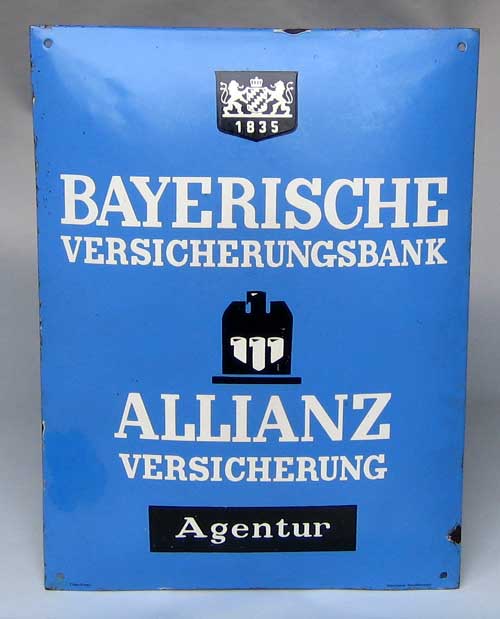 1835
BAYERISCHE
VERSICHERUNGSBANK
ALLIANZ
VERSICHERUNG
Agentur